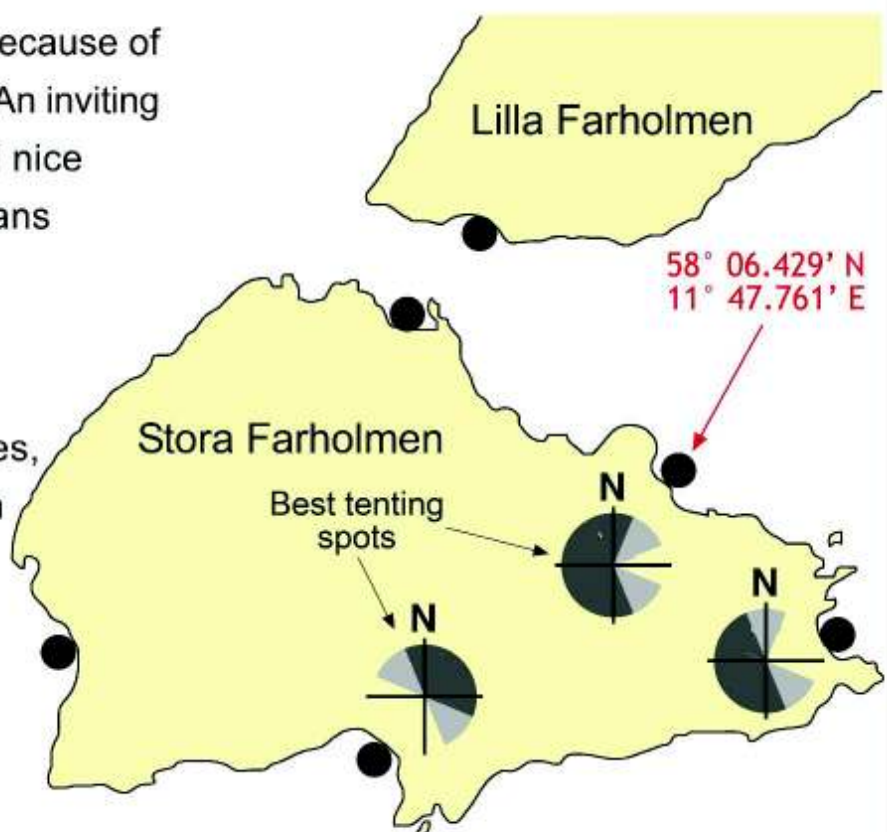 ecause of
An inviting
nice
ans
es,
Lilla Farholmen
58° 06.429’ N
11° 47.761’ E
Stora Farholmen
Best tenting
spots
N
N
N